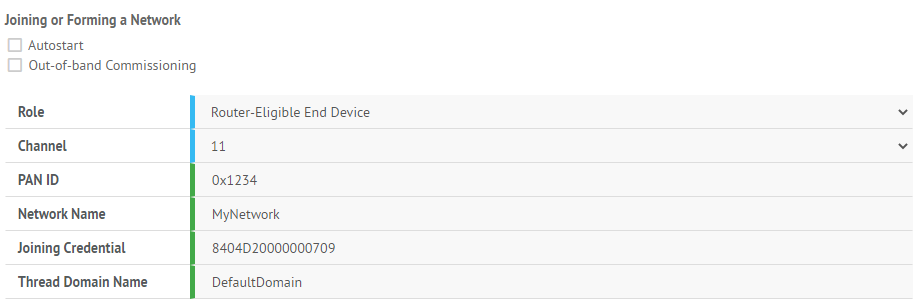 Joining or Forming a Network
Autostart
Out-of-band Commissioning
Role Router-Eligible End Device
Channel 11
PAN ID 0x1234
Network Name MyNetwork
Joining Credential 8404D20000000709
Thread Domain Name DefaultDomain